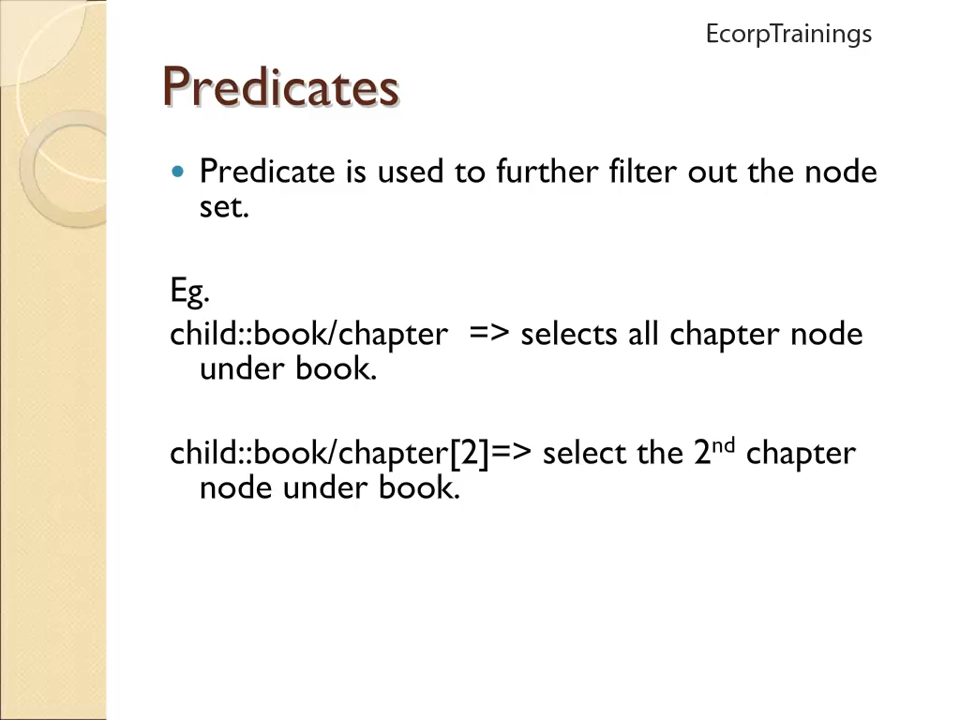 EcorpTrainings
Predicates
• Predicate is used to further filter out the node
set.
Eg.
child::book/chapter => selects all chapter node
under book.
child::book/chapter[2]=> select the 2nd chapter
node under book.